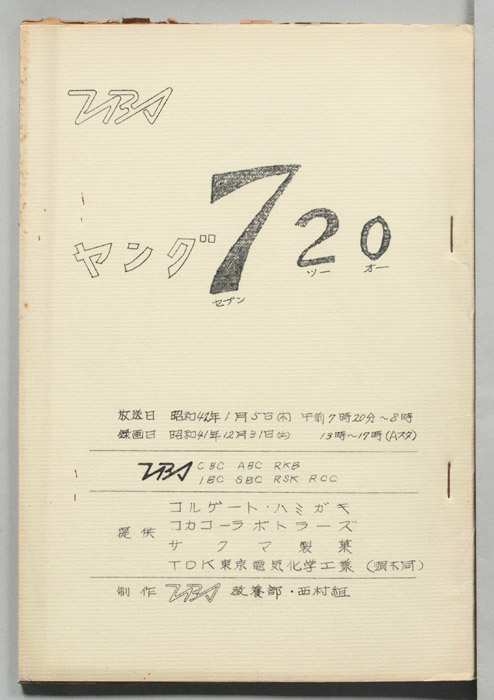 TBS
ヤング720
セブン ツー オー
放送日 昭和42年1月5日(木) 午前7時20分～8時
録画日 昭和41年12月31日(土) 13時～17時(Aスタ)
TBS CBC ABC RKB
IBC SBC RSK RCC
提供
コルゲート・ハミガキ
コカコーラボトラーズ
サクマ製菓
TDK東京電気化学工業 (順不同)
制作 TBS 教養部・西村組